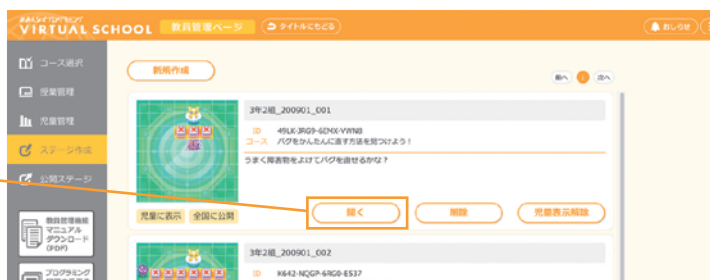 VIRTUAL SCHOOL 教員管理ページ タイトルにもどる おしらせ
コース選択
授業管理
児童管理
ステージ作成
公開ステージ
教員管理機能
マニュアル
ダウンロード
(PDF)
プログラミング
新規作成
前へ 1 次へ
3年2組_200901_001
ID 49LK-JRG9-6ENX-YWNB
コース バグをかんたんに直す方法を見つけよう!
うまく障害物をよけてバグを直せるかな?
児童に表示 全国に公開
開く 削除 児童表示解除
3年2組_200901_002
ID K642-NQGP-6RG0-E537